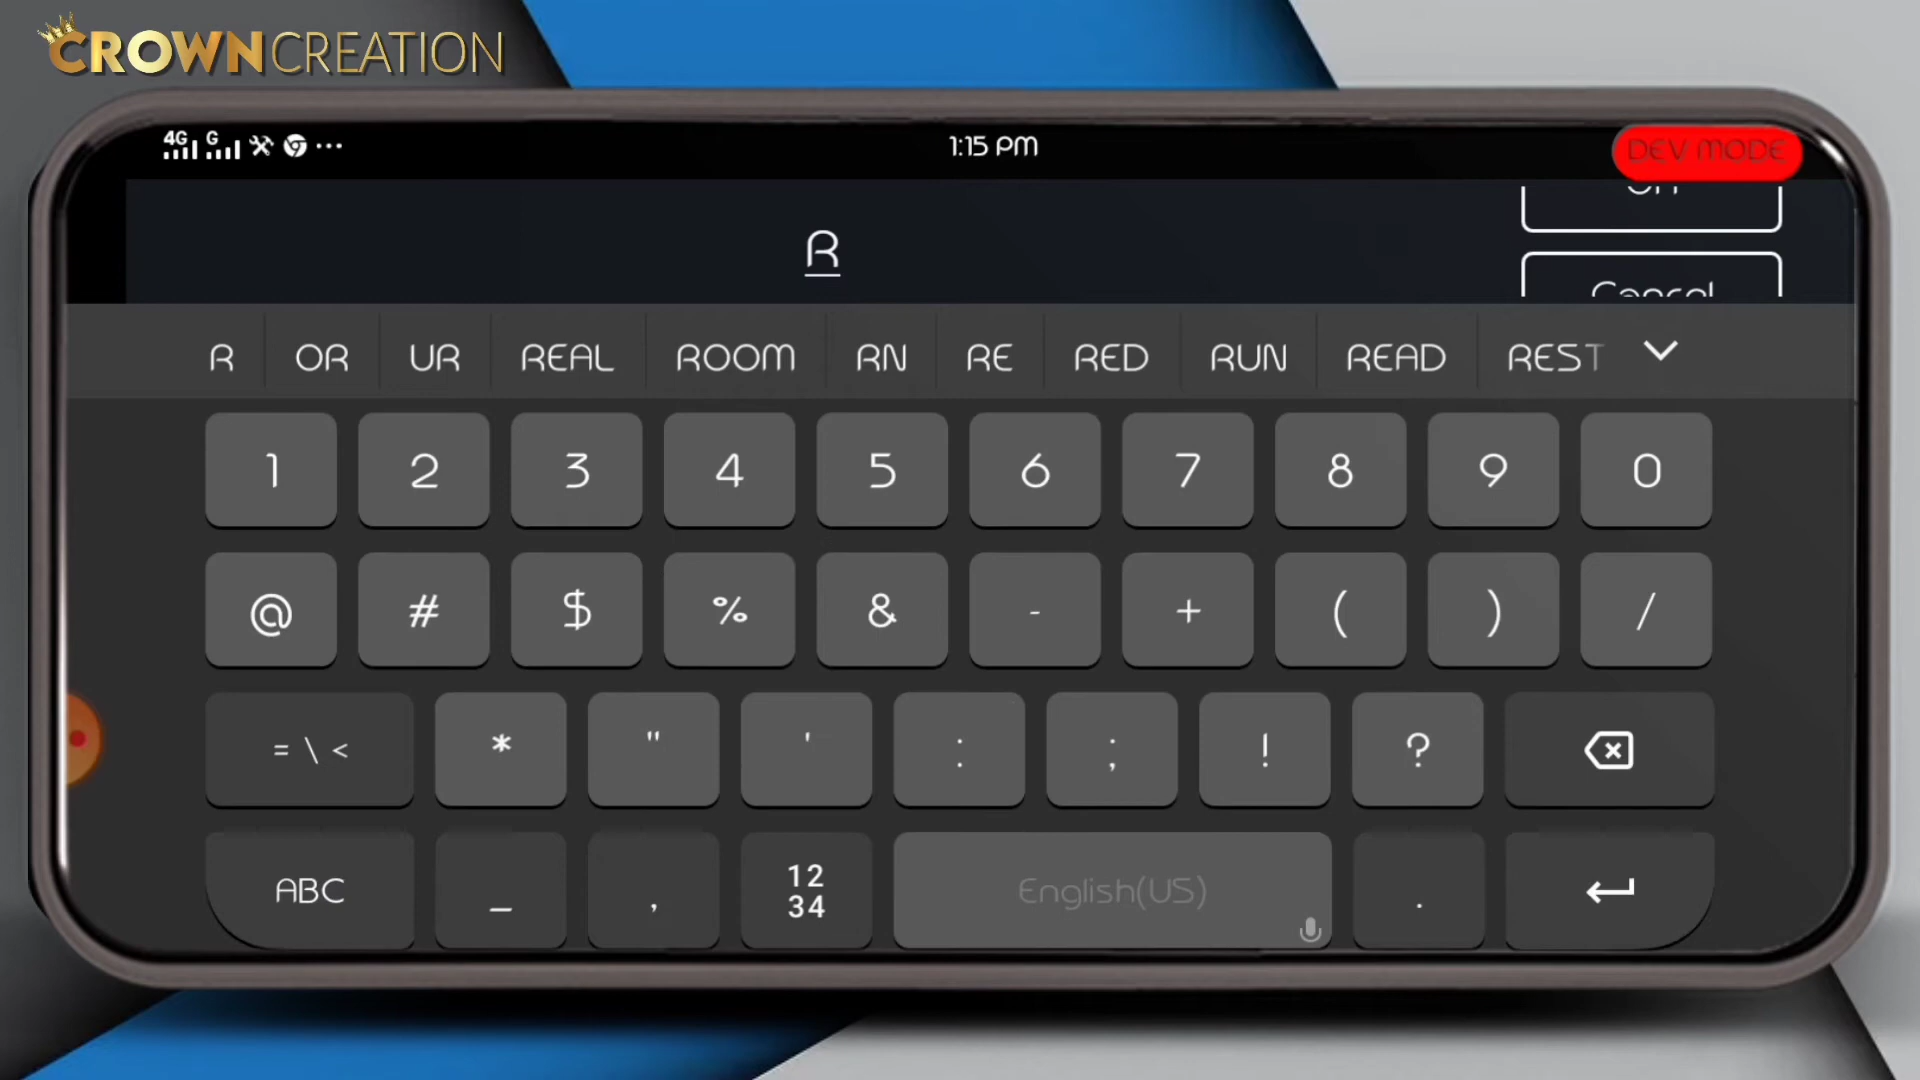 CROWNCREATION
4G G ... 1:15 PM DEV MODE
R
Cancel
R OR UR REAL ROOM RN RE RED RUN READ REST
1 2 3 4 5 6 7 8 9 0
@ # $ % & - + ( ) /
= \ < * " ' : ; ! ?
ABC _ , 12 English(US) .
34